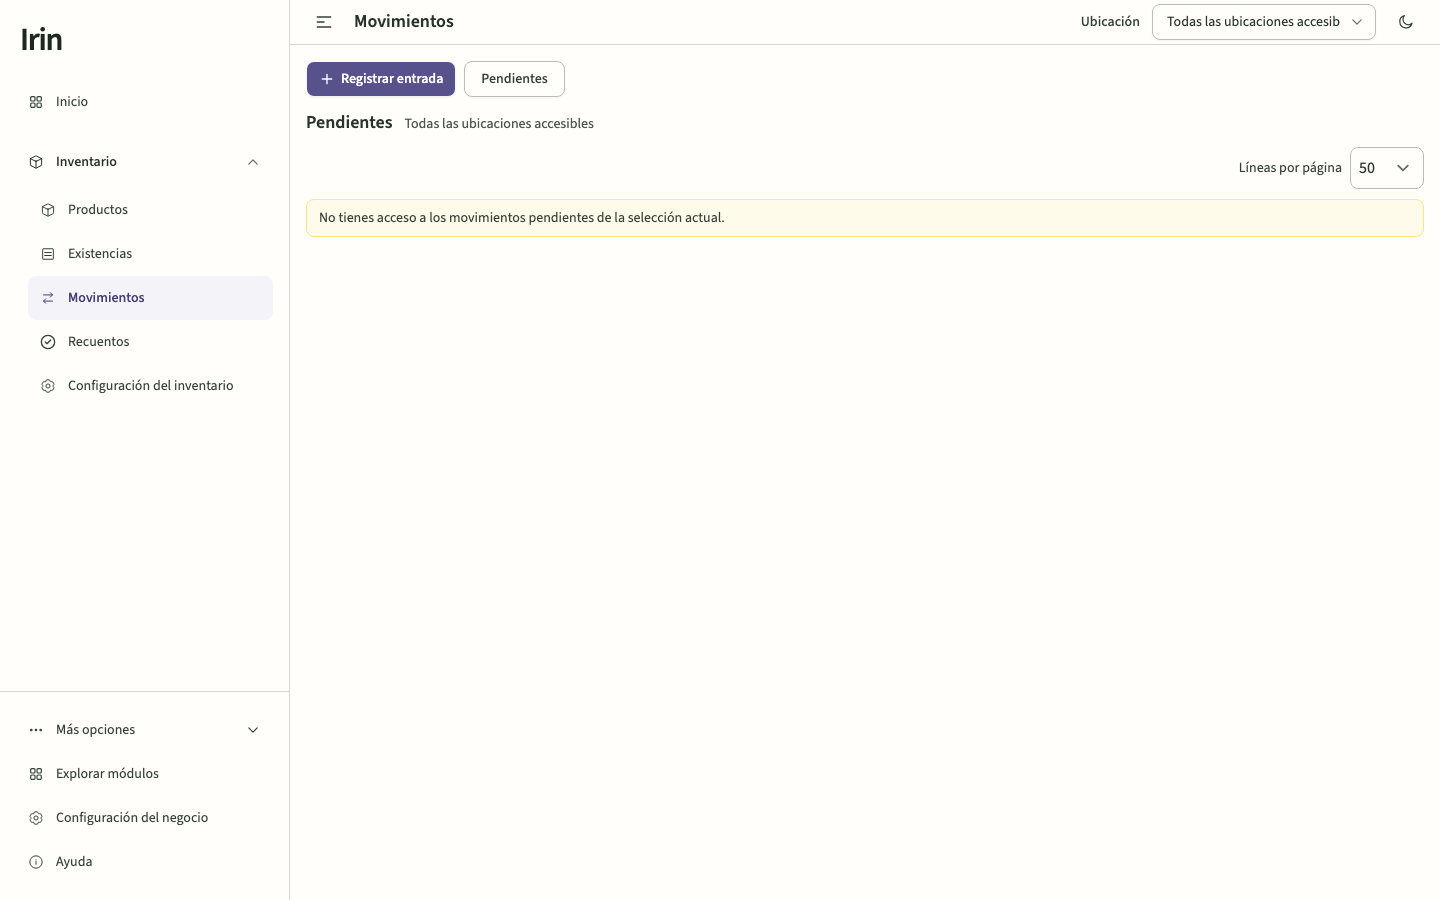 Irin
Inicio
Inventario
Productos
Existencias
Movimientos
Recuentos
Configuración del inventario
Más opciones
Explorar módulos
Configuración del negocio
Ayuda
Movimientos
Ubicación
Todas las ubicaciones accesib
Registrar entrada
Pendientes
Pendientes Todas las ubicaciones accesibles
Líneas por página 50
No tienes acceso a los movimientos pendientes de la selección actual.